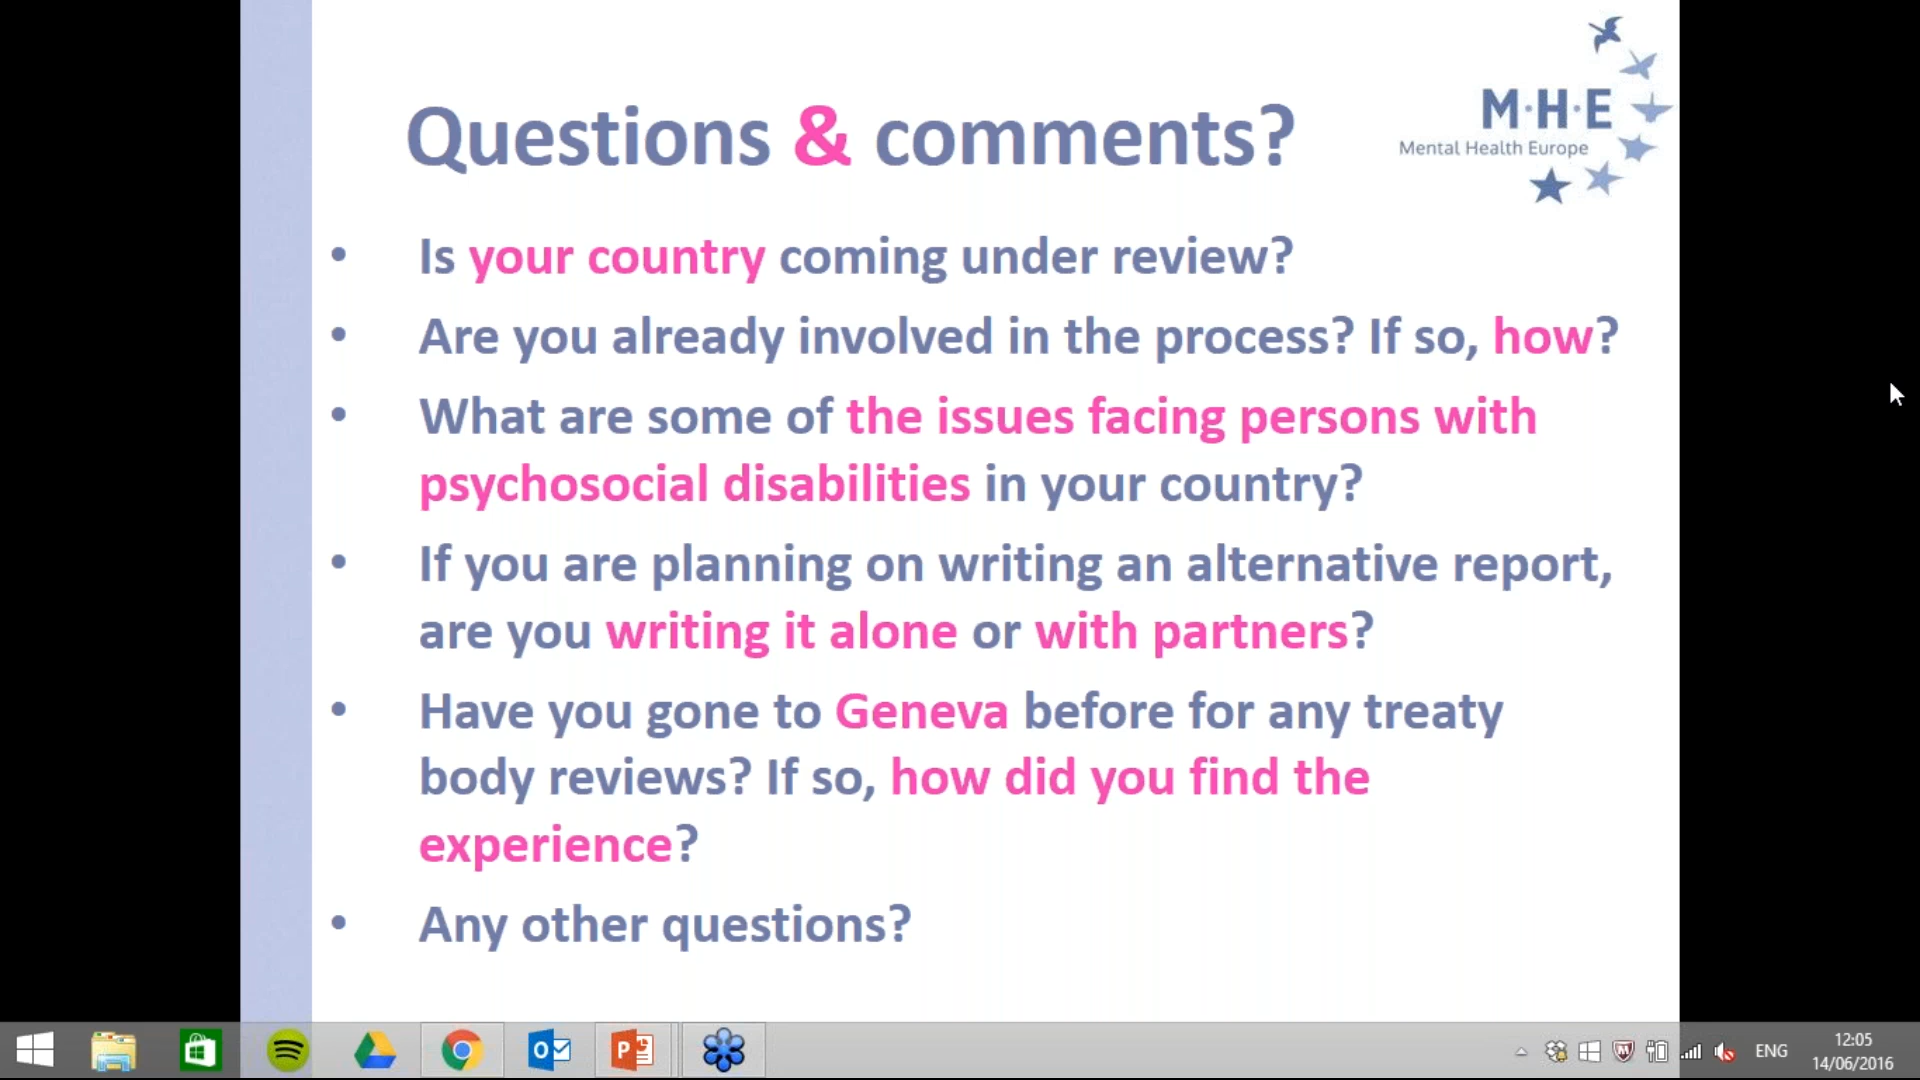 Questions & comments?
M·H·E
Mental Health Europe
• Is your country coming under review?
• Are you already involved in the process? If so, how?
• What are some of the issues facing persons with
psychosocial disabilities in your country?
• If you are planning on writing an alternative report,
are you writing it alone or with partners?
• Have you gone to Geneva before for any treaty
body reviews? If so, how did you find the
experience?
• Any other questions?
ENG
12:05
14/06/2016